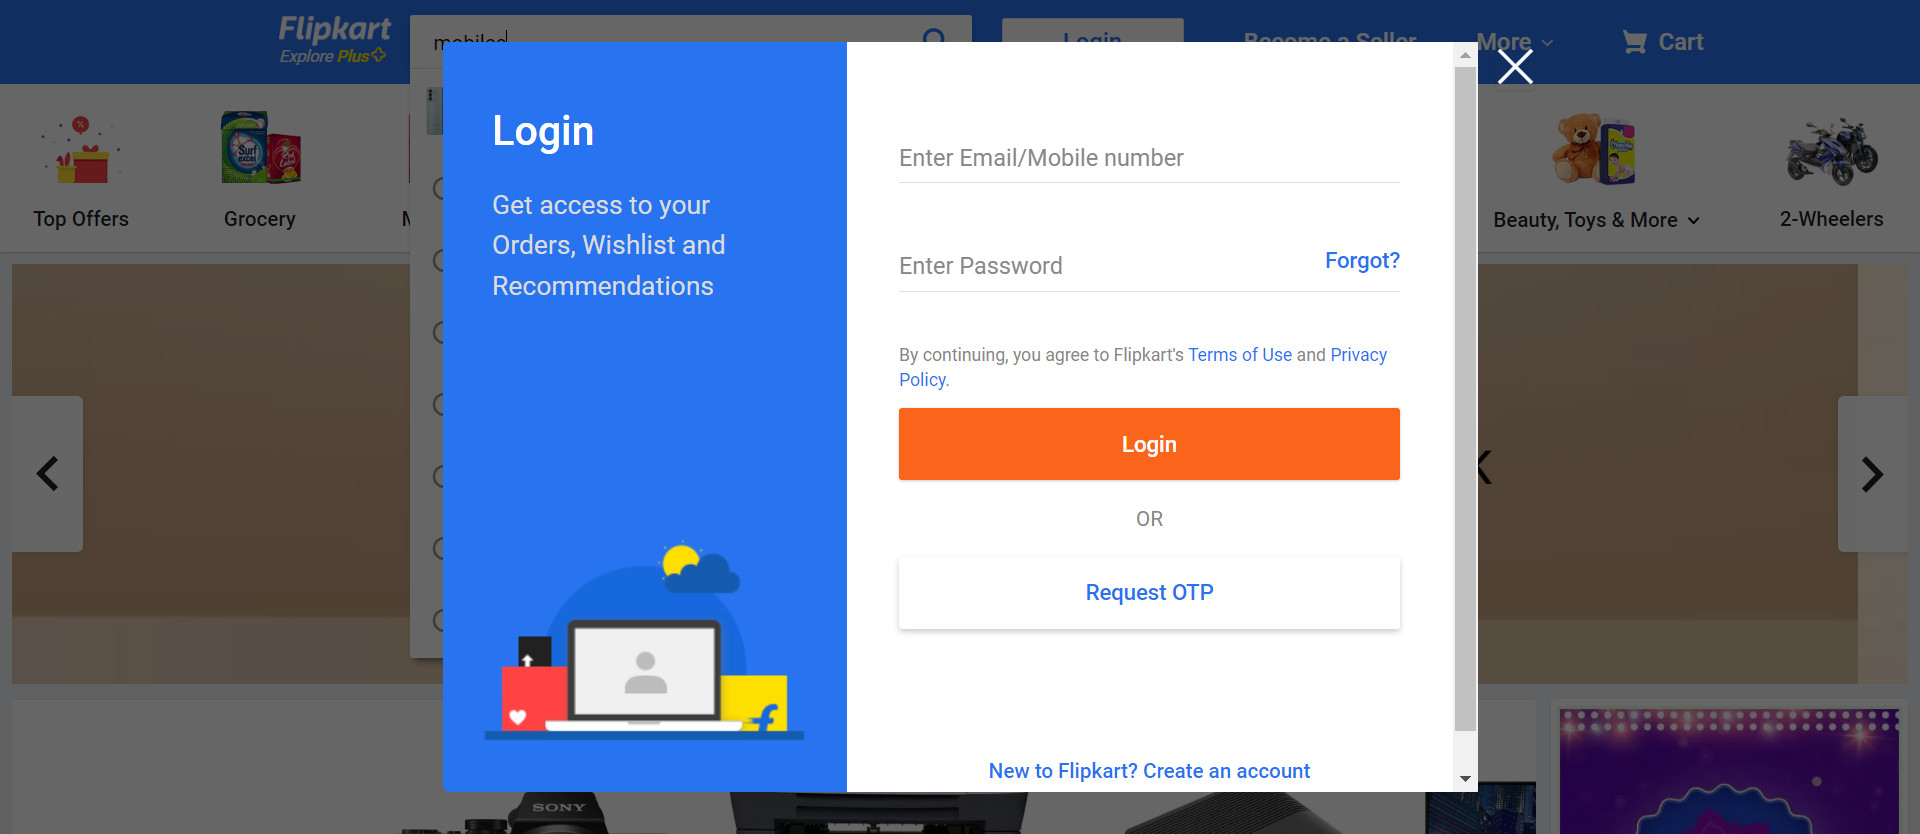 Flipkart
Explore Plus
mobiles
Login
Become a Seller
More
Cart
Top Offers
Grocery
Beauty, Toys & More
2-Wheelers
Login
Get access to your
Orders, Wishlist and
Recommendations
Enter Email/Mobile number
Enter Password
Forgot?
By continuing, you agree to Flipkart's Terms of Use and Privacy
Policy.
Login
OR
Request OTP
New to Flipkart? Create an account
Surf
excel
SONY